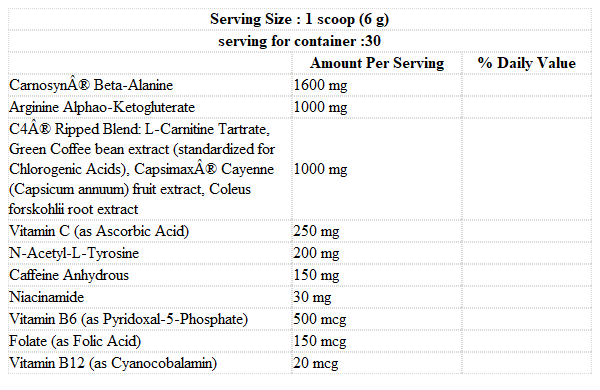 Serving Size : 1 scoop (6 g)
serving for container :30
Amount Per Serving % Daily Value
CarnosynÂ® Beta-Alanine 1600 mg
Arginine Alphao-Ketogluterate 1000 mg
C4Â® Ripped Blend: L-Carnitine Tartrate,
Green Coffee bean extract (standardized for
Chlorogenic Acids), CapsimaxÂ® Cayenne 1000 mg
(Capsicum annuum) fruit extract, Coleus
forskohlii root extract
Vitamin C (as Ascorbic Acid) 250 mg
N-Acetyl-L-Tyrosine 200 mg
Caffeine Anhydrous 150 mg
Niacinamide 30 mg
Vitamin B6 (as Pyridoxal-5-Phosphate) 500 mcg
Folate (as Folic Acid) 150 mcg
Vitamin B12 (as Cyanocobalamin) 20 mcg